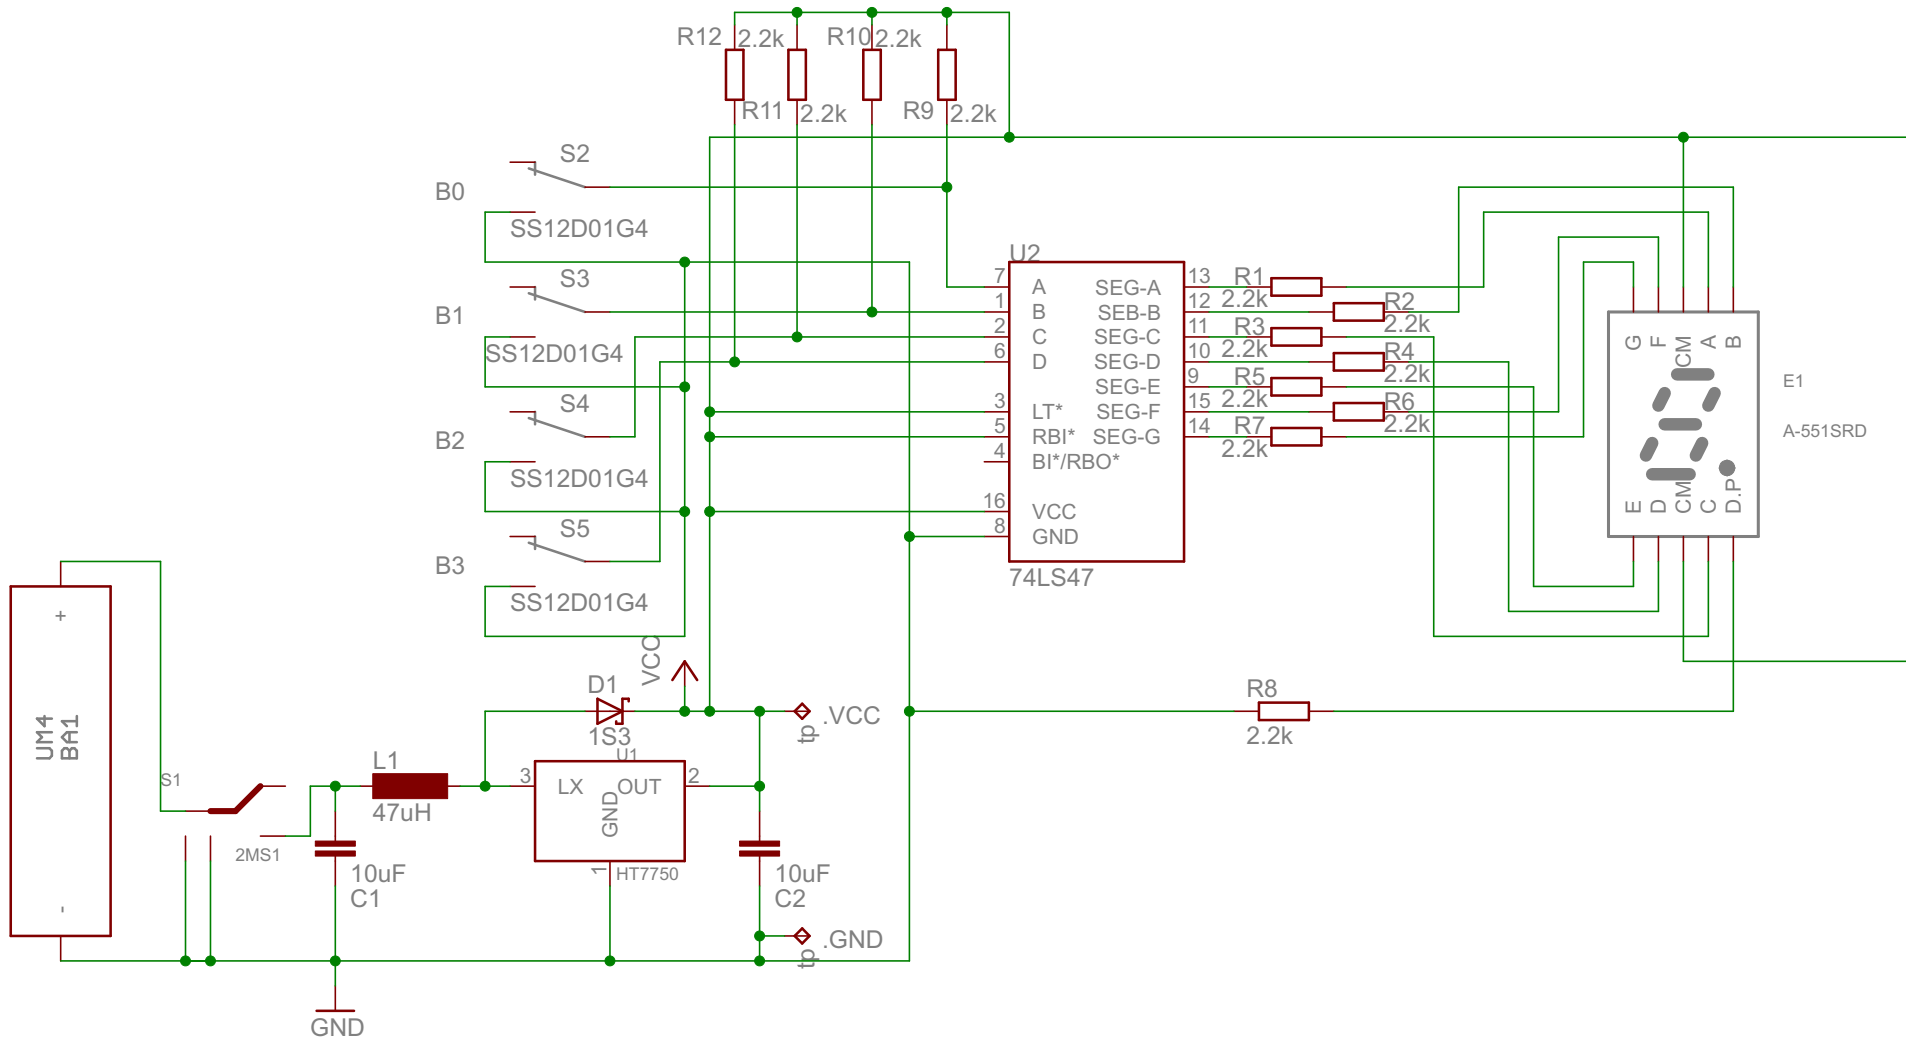 R12 2.2k R10 2.2k
R11 2.2k R9 2.2k
S2
B0
SS12D01G4
S3
B1
SS12D01G4
S4
B2
SS12D01G4
S5
B3
SS12D01G4
U2
7 A SEG-A 13
1 B SEB-B 12
2 C SEG-C 11
6 D SEG-D 10
SEG-E 9
3 LT* SEG-F 15
5 RBI* SEG-G 14
4 BI*/RBO*
16 VCC
8 GND
74LS47
R1
2.2k
R2
2.2k
R3
2.2k
R4
2.2k
R5
2.2k
R6
2.2k
R7
2.2k
G F CM A B
E D CM C D.P
E1
A-551SRD
R8
2.2k
+
UM4
BA1
-
S1
2MS1
L1
47uH
10uF
C1
VCC
D1
1S3
U1
3 LX OUT 2
GND
1
HT7750
tp .VCC
10uF
C2
tp .GND
GND